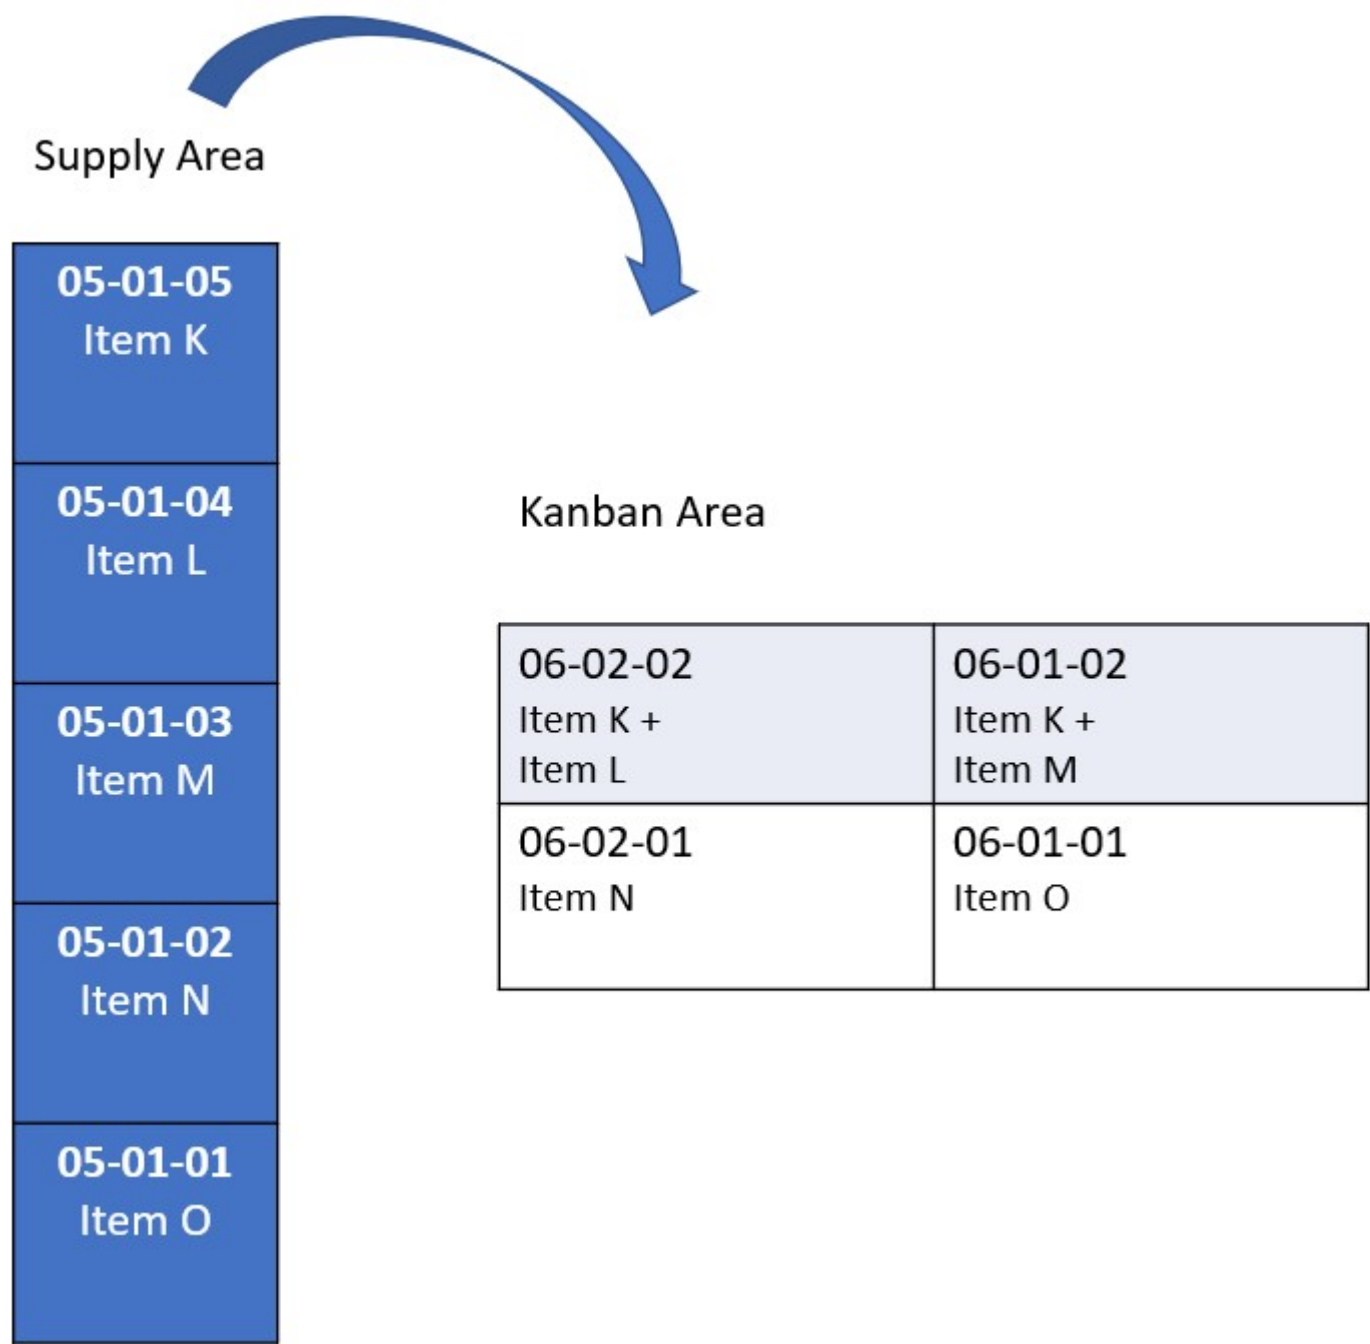 Supply Area
05-01-05
Item K
05-01-04
Item L
05-01-03
Item M
05-01-02
Item N
05-01-01
Item O
Kanban Area
06-02-02
Item K +
Item L
06-01-02
Item K +
Item M
06-02-01
Item N
06-01-01
Item O